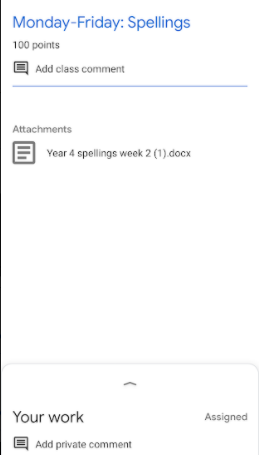 Monday-Friday: Spellings
100 points
Add class comment
Attachments
Year 4 spellings week 2 (1).docx
Your work
Assigned
Add private comment